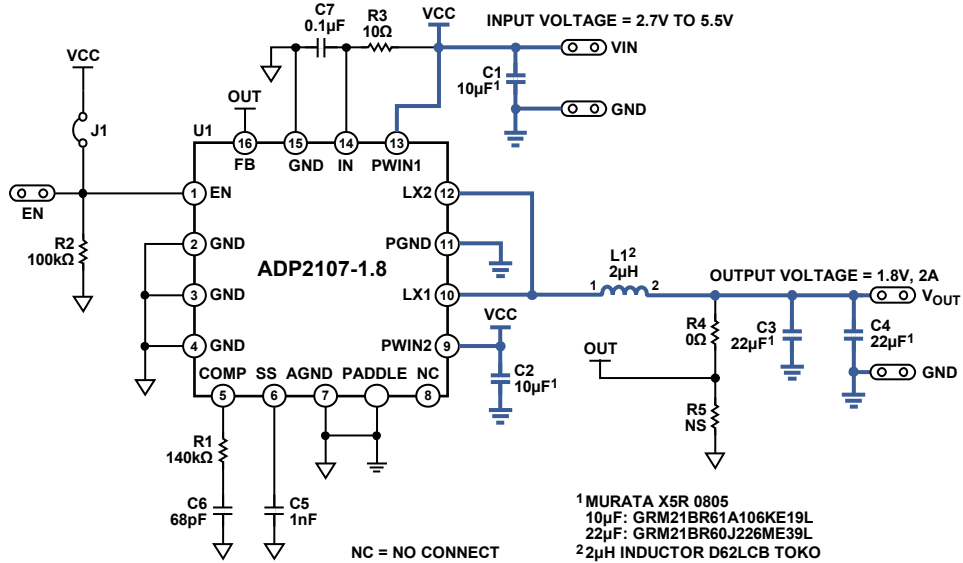 C7
0.1µF
R3
10Ω
VCC
INPUT VOLTAGE = 2.7V TO 5.5V
VIN
C1
10µF1
GND
VCC
J1
OUT
U1
16
15
14
13
FB
GND
IN
PWIN1
EN
1
EN
LX2
12
R2
100kΩ
2
GND
PGND
11
ADP2107-1.8
L12
2µH
1
2
OUTPUT VOLTAGE = 1.8V, 2A
VOUT
3
GND
LX1
10
R4
0Ω
C3
22µF1
C4
22µF1
VCC
4
GND
PWIN2
9
OUT
C2
10µF1
GND
COMP
SS
AGND
PADDLE
NC
5
6
7
8
R5
NS
R1
140kΩ
C6
68pF
C5
1nF
NC = NO CONNECT
1 MURATA X5R 0805
10µF: GRM21BR61A106KE19L
22µF: GRM21BR60J226ME39L
2 2µH INDUCTOR D62LCB TOKO